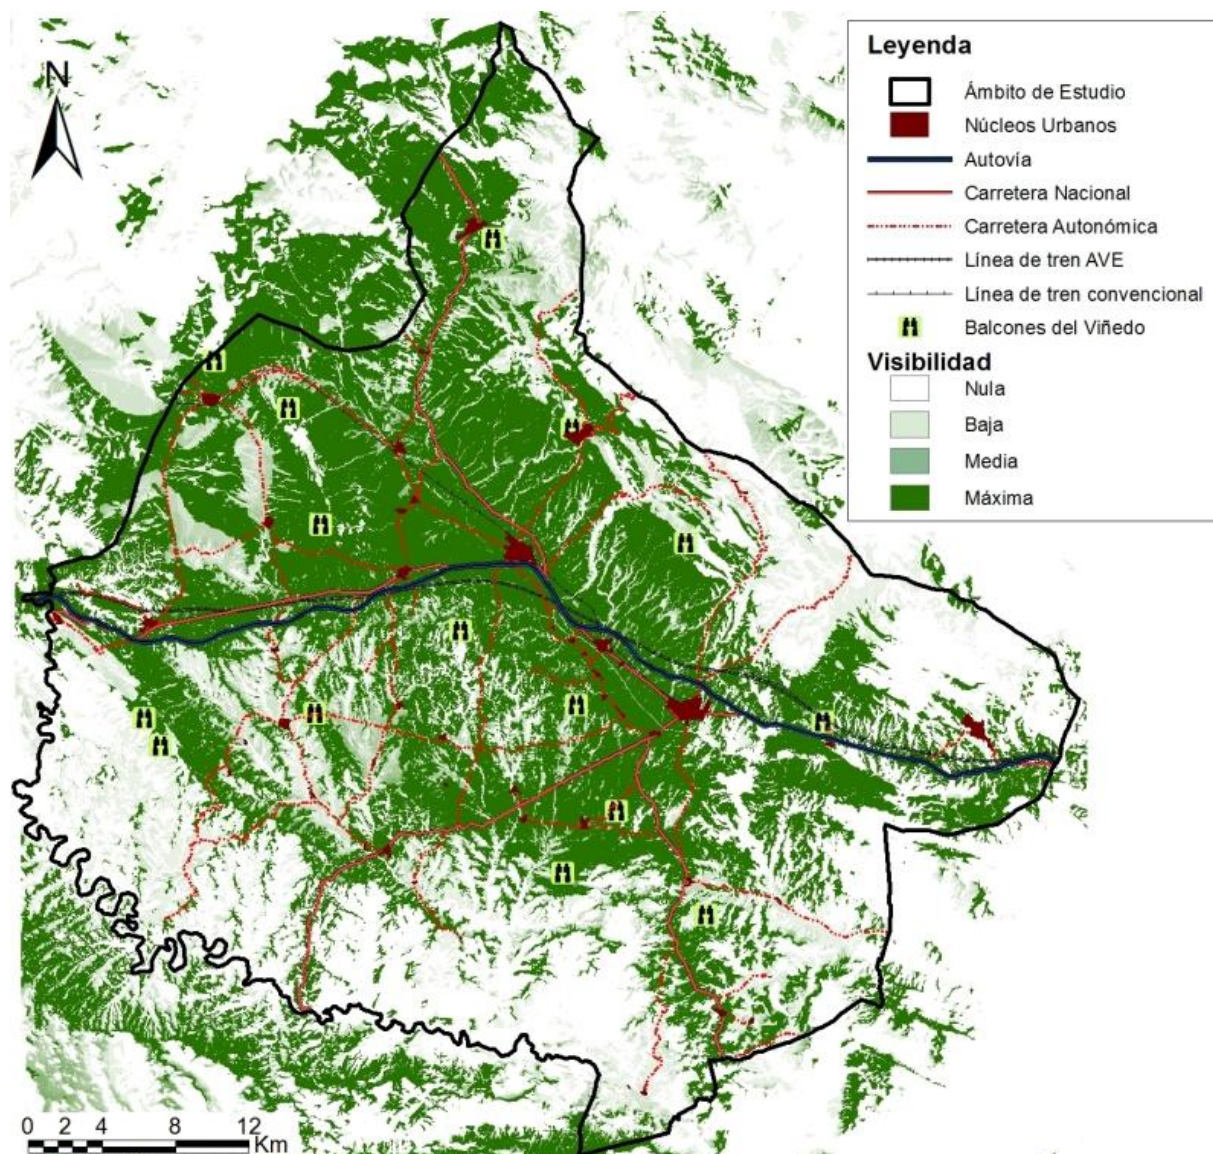 N
Leyenda
Ámbito de Estudio
Núcleos Urbanos
Autovía
Carretera Nacional
Carretera Autonómica
Línea de tren AVE
Línea de tren convencional
Balcones del Viñedo
Visibilidad
Nula
Baja
Media
Máxima
0 2 4 8 12
Km